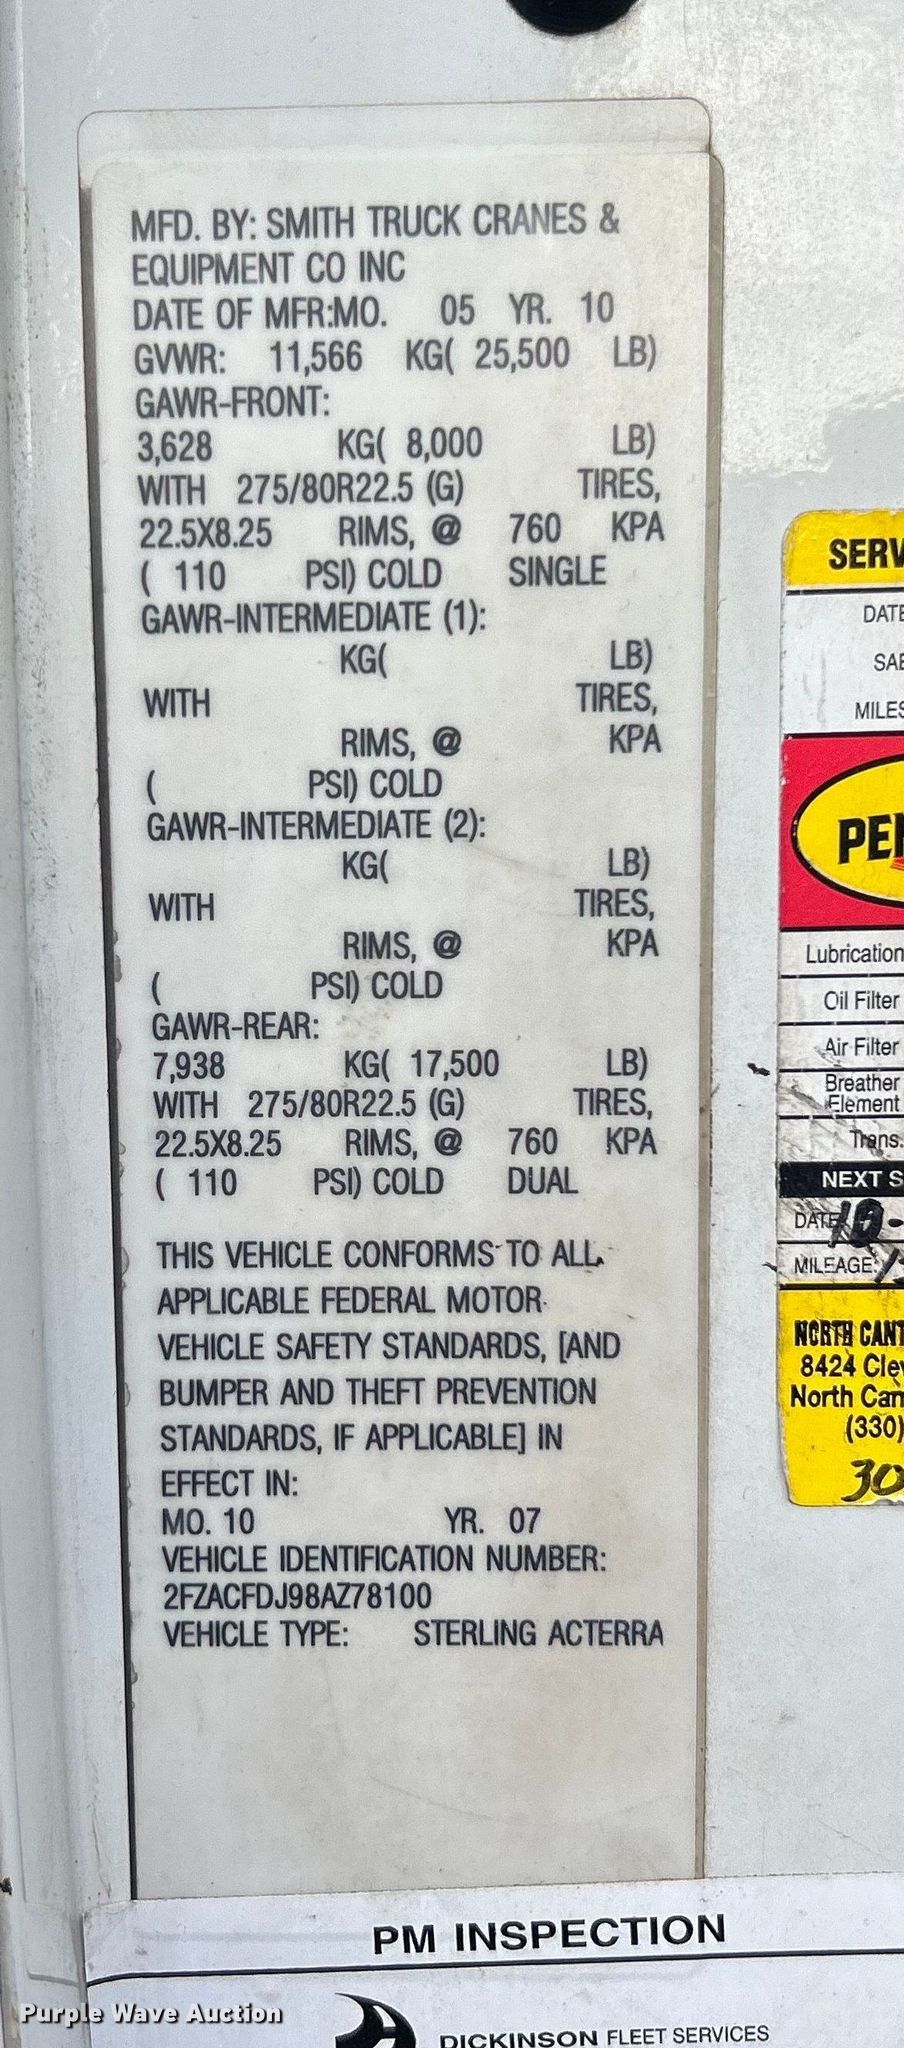 MFD. BY: SMITH TRUCK CRANES &
EQUIPMENT CO INC
DATE OF MFR:MO. 05 YR. 10
GVWR: 11,566 KG( 25,500 LB)
GAWR-FRONT:
3,628 KG( 8,000 LB)
WITH 275/80R22.5 (G) TIRES,
22.5X8.25 RIMS, @ 760 KPA
( 110 PSI) COLD SINGLE
GAWR-INTERMEDIATE (1):
KG( LB)
WITH TIRES,
RIMS, @ KPA
( PSI) COLD
GAWR-INTERMEDIATE (2):
KG( LB)
WITH TIRES,
RIMS, @ KPA
( PSI) COLD
GAWR-REAR:
7,938 KG( 17,500 LB)
WITH 275/80R22.5 (G) TIRES,
22.5X8.25 RIMS, @ 760 KPA
( 110 PSI) COLD DUAL
THIS VEHICLE CONFORMS TO ALL
APPLICABLE FEDERAL MOTOR
VEHICLE SAFETY STANDARDS, [AND
BUMPER AND THEFT PREVENTION
STANDARDS, IF APPLICABLE] IN
EFFECT IN:
MO. 10 YR. 07
VEHICLE IDENTIFICATION NUMBER:
2FZACFDJ98AZ78100
VEHICLE TYPE: STERLING ACTERRA
SERV
DATE
SAE
MILES
PEN
Lubrication
Oil Filter
Air Filter
Breather
Element
Trans.
NEXT S
DATE 10-
MILEAGE:
NORTH CANT
8424 Clev
North Can
(330)
30
PM INSPECTION
DICKINSON FLEET SERVICES
Purple Wave Auction